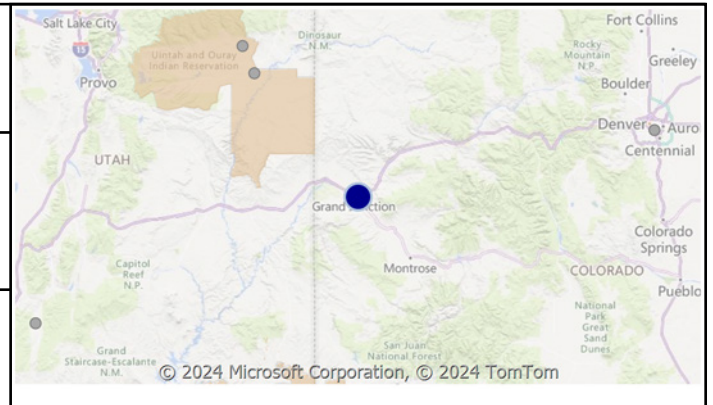 Salt Lake City
Fort Collins
Dinosaur
N.M.
15
Uintah and Ouray
Indian Reservation
Rocky
Mountain
N.P.
Greeley
Provo
Boulder
Denver
Auro
Centennial
UTAH
Grand Junction
Colorado
Springs
Capitol
Reef
N.P.
Montrose
COLORADO
Pueblo
National
Park
Great
Sand
Dunes
San Juan
National Forest
Grand
Staircase-Escalante
N.M.
© 2024 Microsoft Corporation, © 2024 TomTom